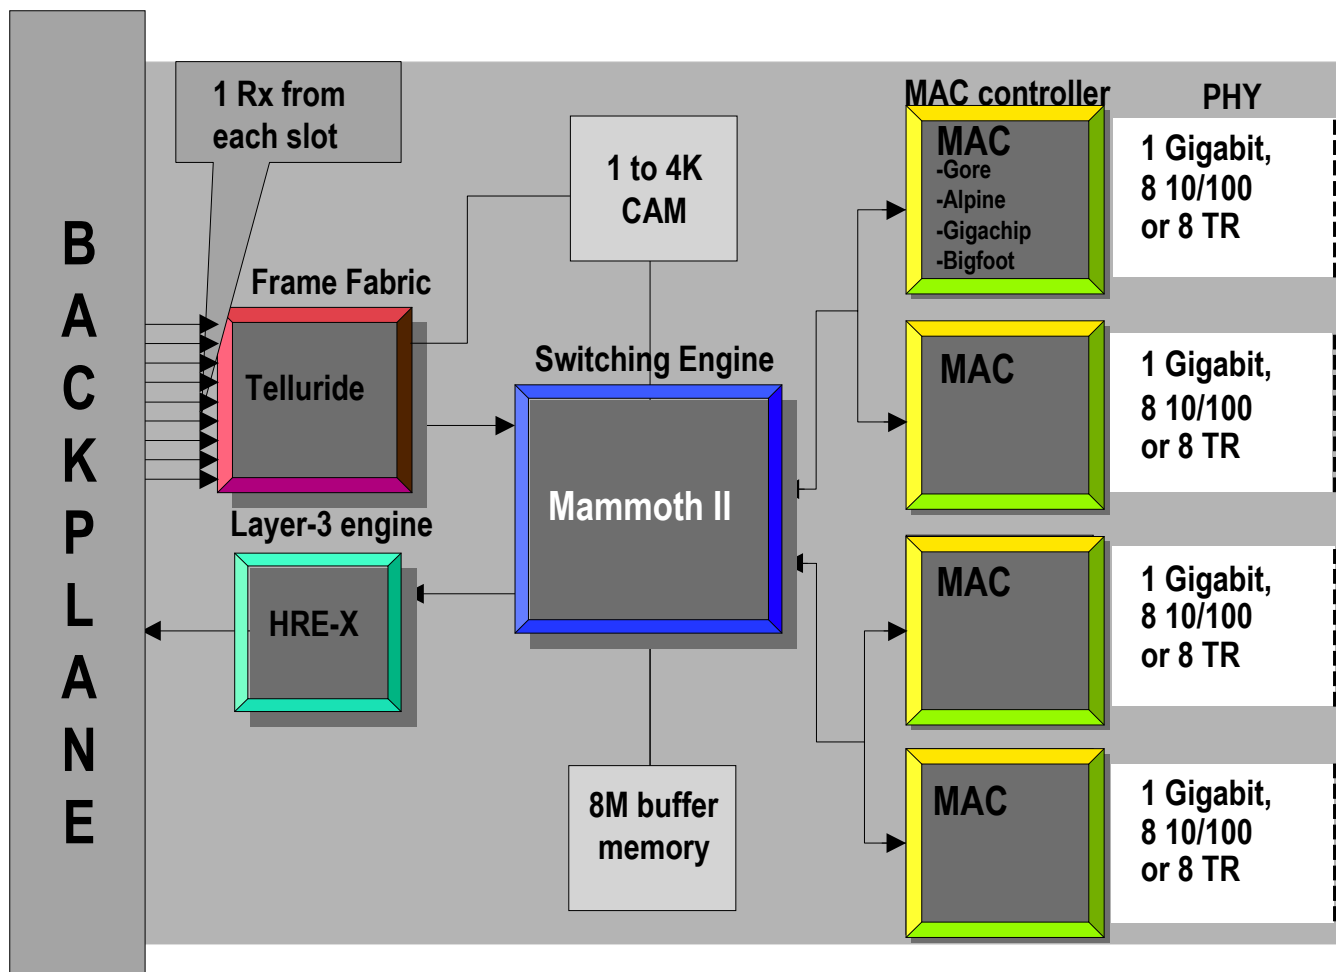 B
A
C
K
P
L
A
N
E
1 Rx from
each slot
Frame Fabric
Telluride
Layer-3 engine
HRE-X
1 to 4K
CAM
Switching Engine
Mammoth II
8M buffer
memory
MAC controller
MAC
-Gore
-Alpine
-Gigachip
-Bigfoot
MAC
MAC
MAC
PHY
1 Gigabit,
8 10/100
or 8 TR
1 Gigabit,
8 10/100
or 8 TR
1 Gigabit,
8 10/100
or 8 TR
1 Gigabit,
8 10/100
or 8 TR